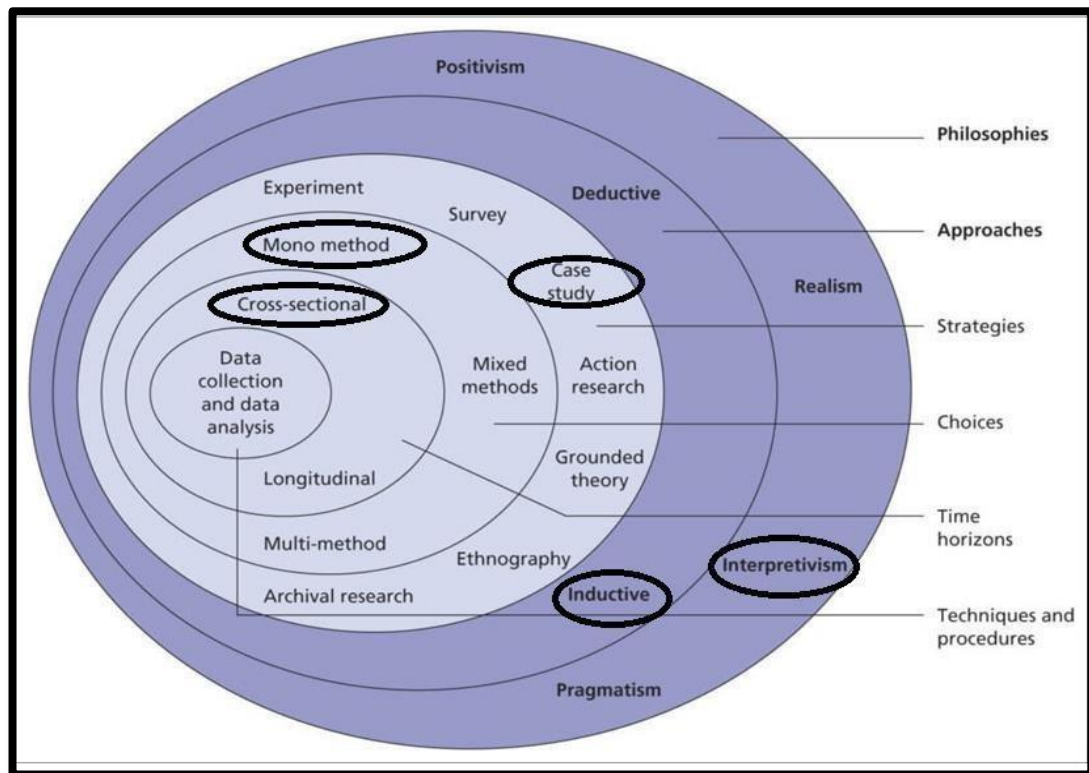 Positivism
Philosophies
Experiment
Survey
Deductive
Mono method
Approaches
Case
study
Cross-sectional
Realism
Strategies
Data
collection
and data
analysis
Mixed
methods
Action
research
Choices
Longitudinal
Grounded
theory
Time
horizons
Multi-method
Ethnography
Interpretivism
Archival research
Inductive
Techniques and
procedures
Pragmatism